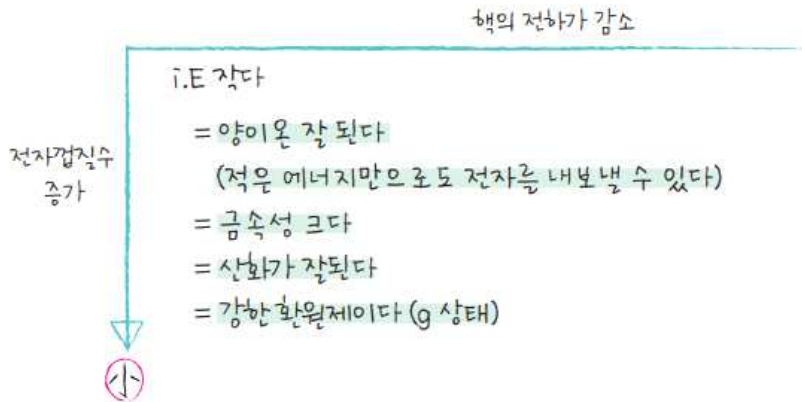 핵의 전하가 감소
i.E 작다
= 양이온 잘 된다
(적은 에너지만으로도 전자를 내보낼 수 있다)
= 금속성 크다
= 산화가 잘된다
= 강한 환원제이다 (g 상태)
전자껍질수
증가
小